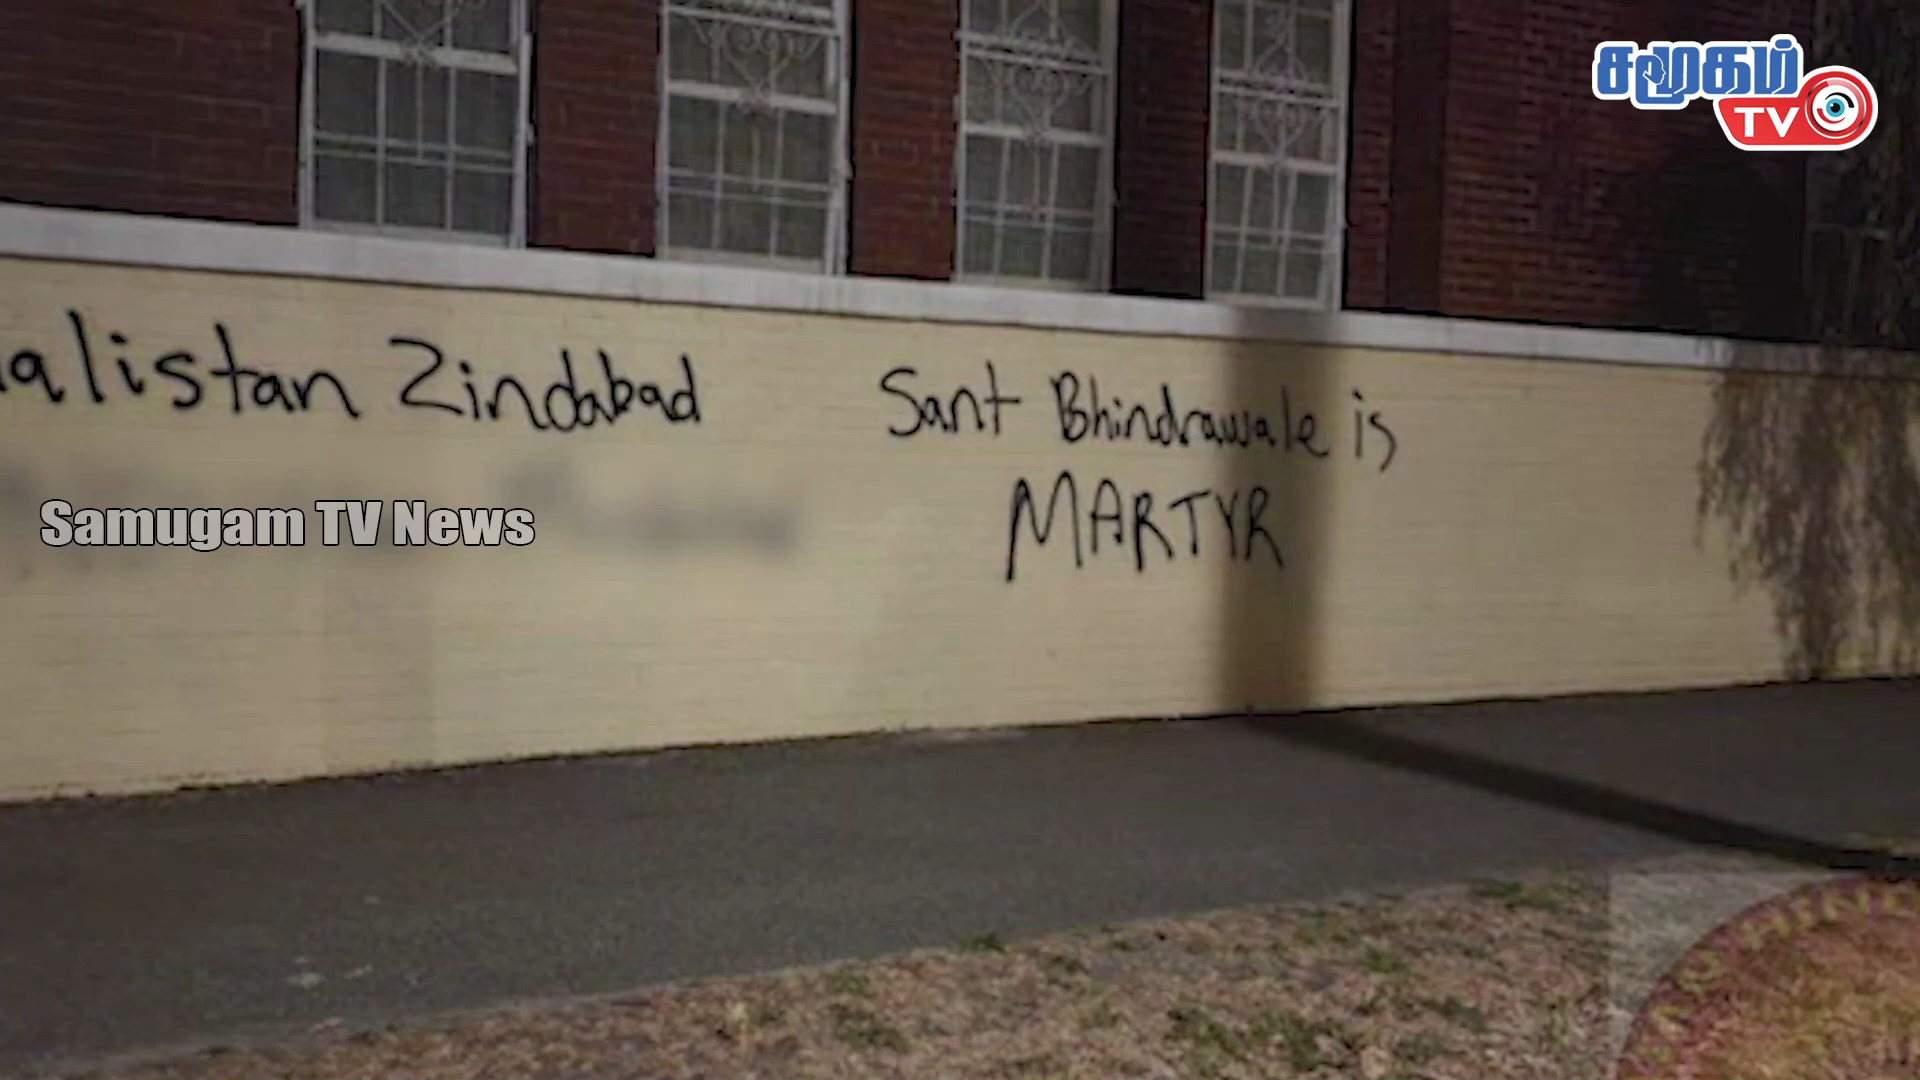 சமூகம்
TV
alistan Zindabad
Sant Bhindrawale is
MARTYR
Samugam TV News